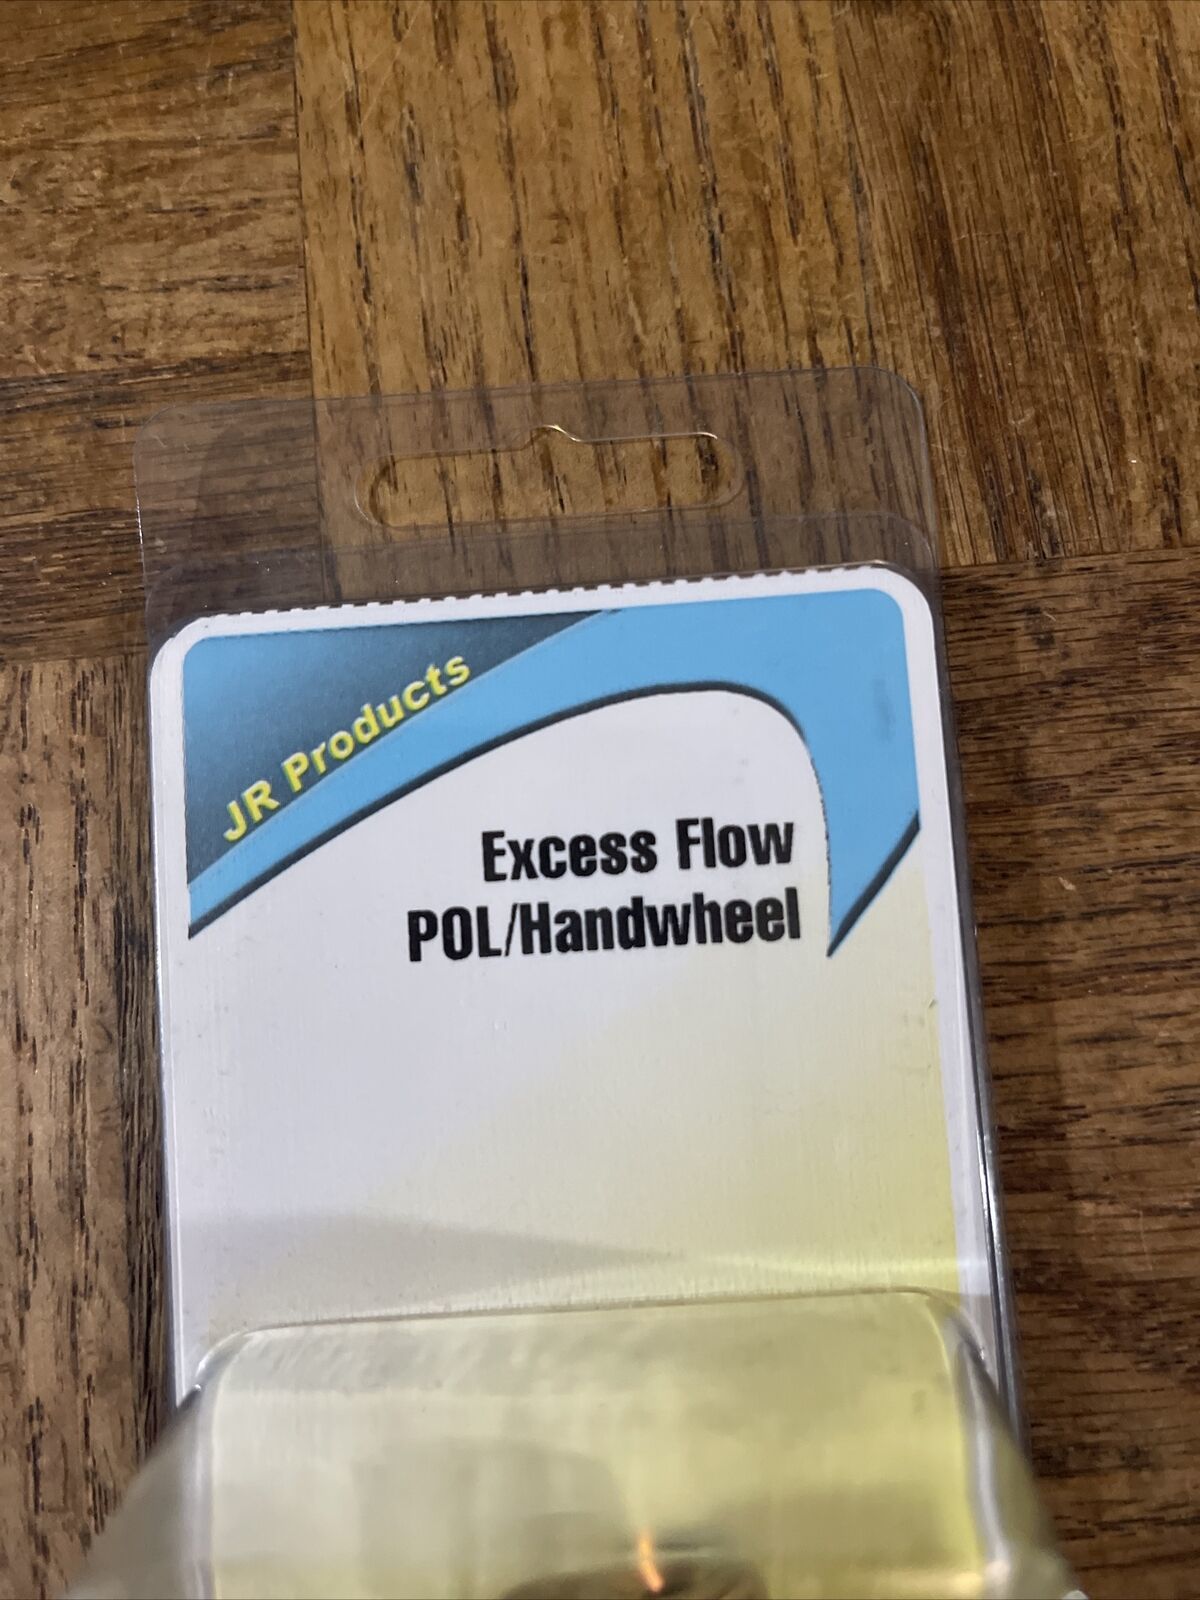 JR Products
Excess Flow
POL/Handwheel